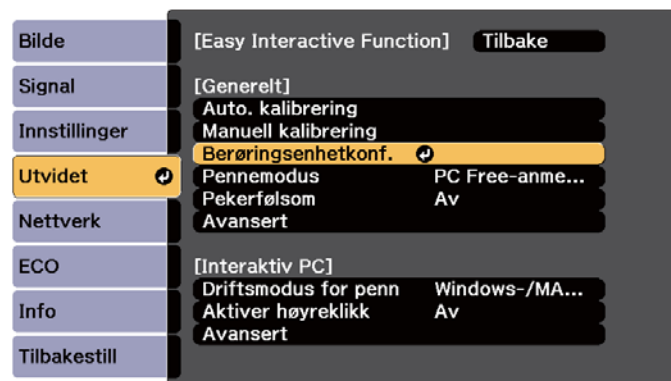 Bilde
Signal
Innstillinger
Utvidet
Nettverk
ECO
Info
Tilbakestill
[Easy Interactive Function] Tilbake
[Generelt]
Auto. kalibrering
Manuell kalibrering
Berøringsenhetkonf.
Pennemodus PC Free-anme...
Pekerfølsom Av
Avansert
[Interaktiv PC]
Driftsmodus for penn Windows-/MA...
Aktiver høyreklikk Av
Avansert